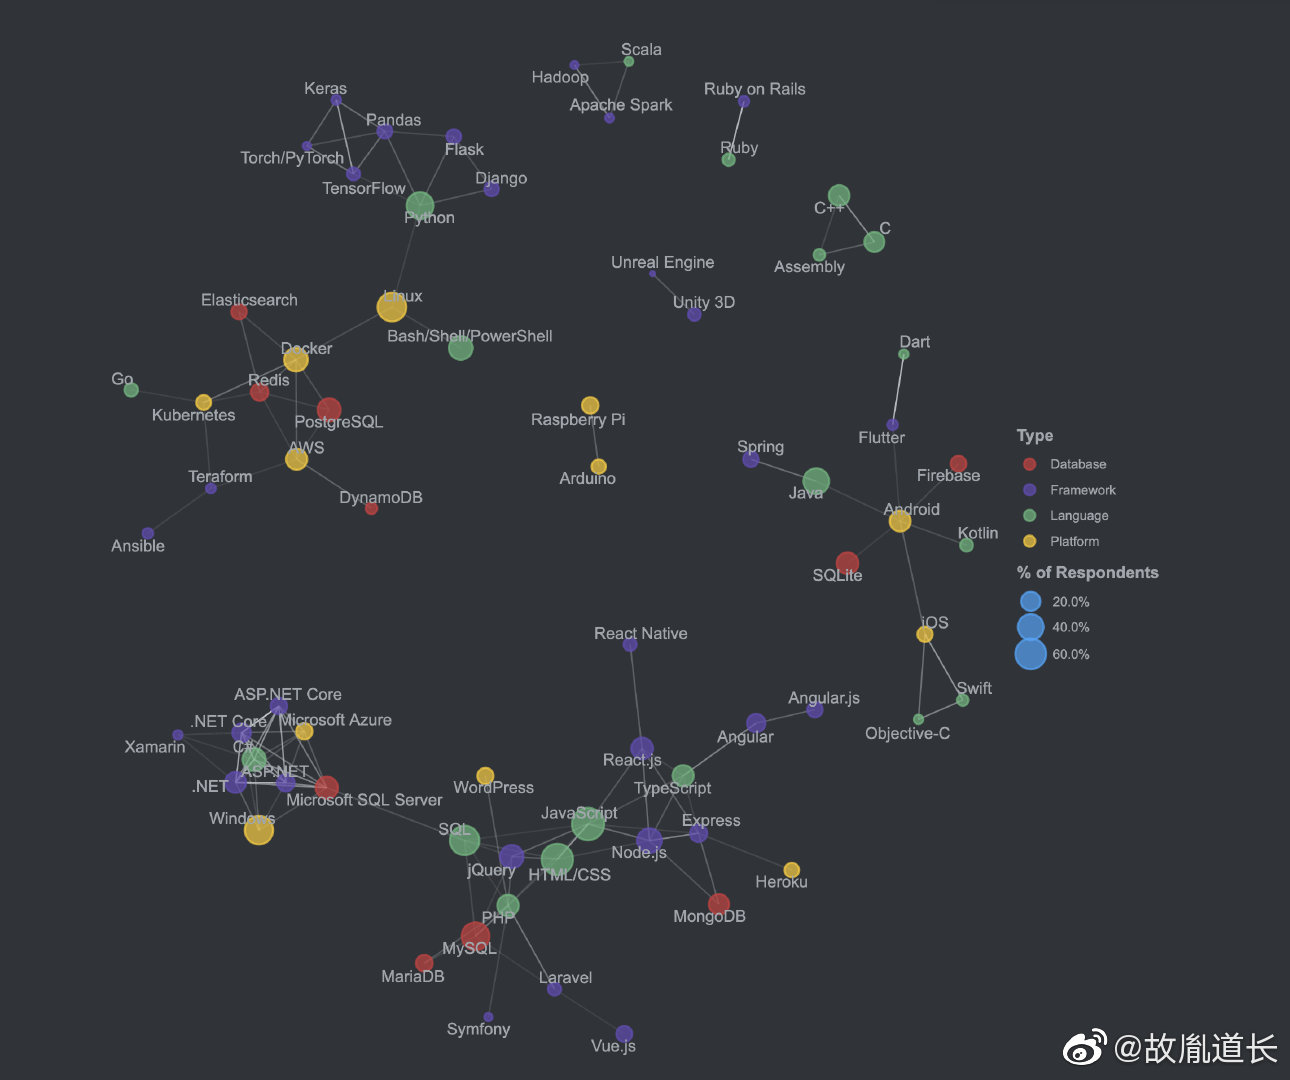 Scala
Hadoop
Apache Spark
Ruby on Rails
Ruby
Keras
Pandas
Flask
Torch/PyTorch
TensorFlow
Django
Python
C++
C
Assembly
Unreal Engine
Unity 3D
Elasticsearch
Linux
Bash/Shell/PowerShell
Docker
Go
Redis
Kubernetes
PostgreSQL
AWS
Teraform
DynamoDB
Ansible
Raspberry Pi
Arduino
Dart
Flutter
Spring
Firebase
Java
Android
Kotlin
SQLite
iOS
Swift
Objective-C
Type
Database
Framework
Language
Platform
% of Respondents
20.0%
40.0%
60.0%
React Native
ASP.NET Core
.NET Core
Microsoft Azure
Xamarin
C#
ASP.NET
.NET
Microsoft SQL Server
Windows
Angular.js
Angular
React.js
TypeScript
WordPress
JavaScript
Express
SQL
Node.js
jQuery
HTML/CSS
Heroku
PHP
MongoDB
MySQL
MariaDB
Laravel
Symfony
Vue.js
@故胤道长